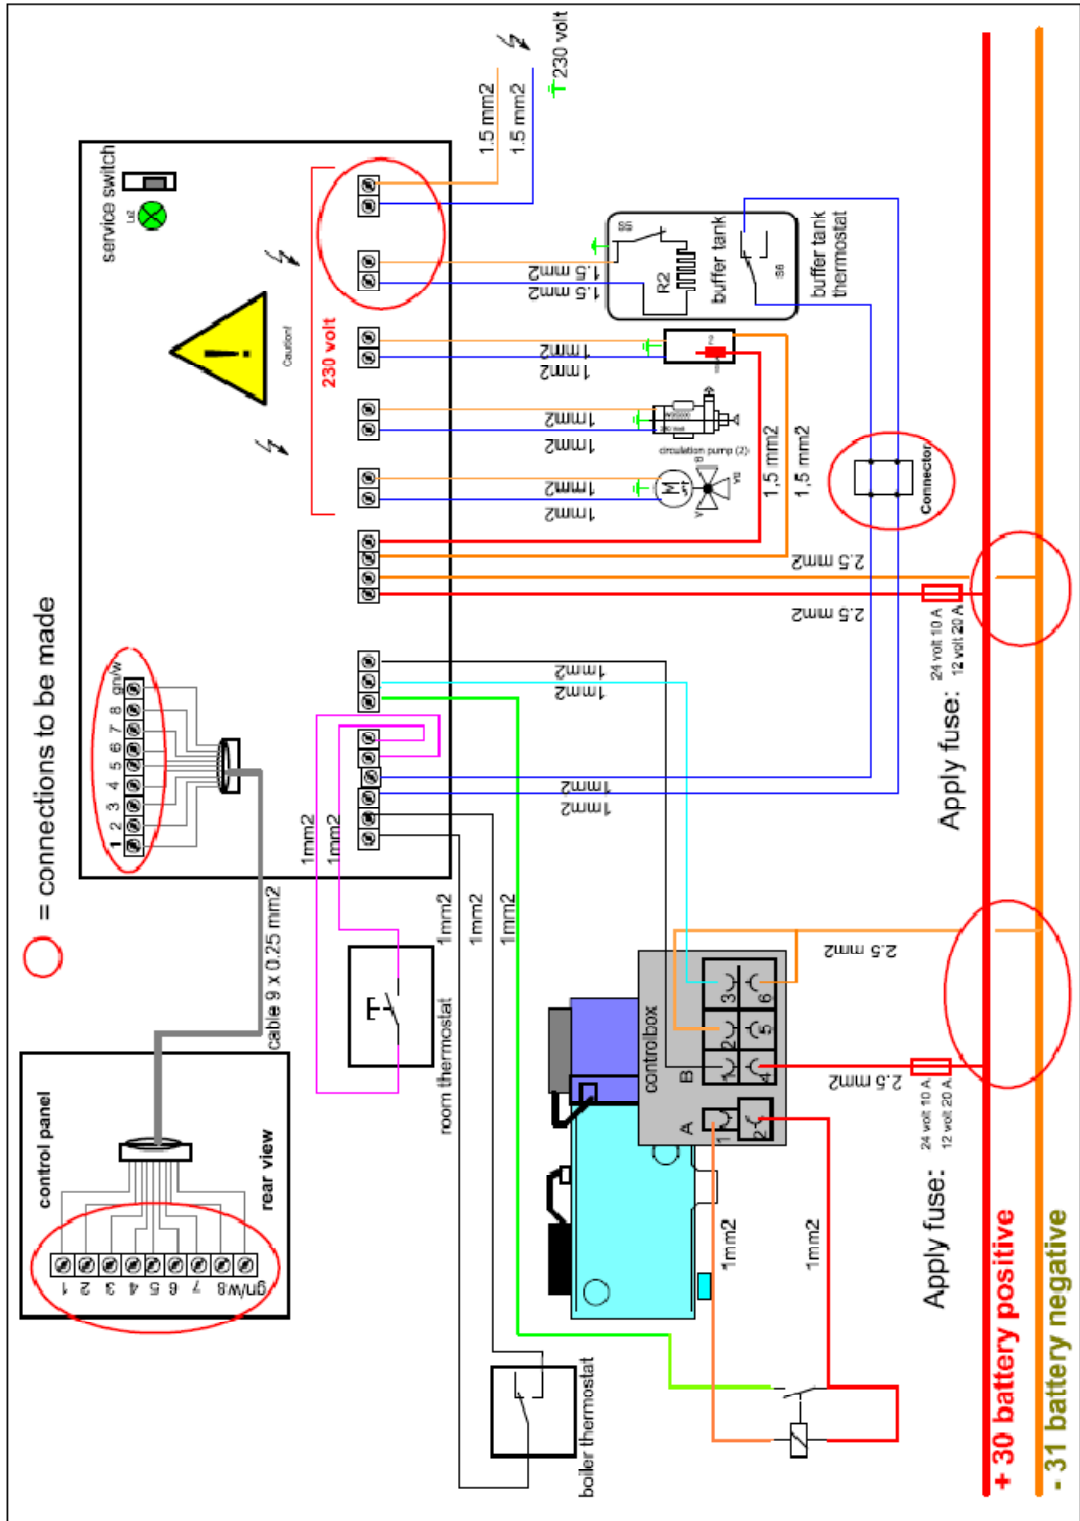 = connections to be made
control panel
rear view
1
2
3
4
5
6
7
8
gn/w
cable 9 x 0.25 mm2
1
2
3
4
5
6
7
8
gn/w
service switch
Lu2
Caution!
230 volt
1.5 mm2
1.5 mm2
230 volt
1.5 mm2
1.5 mm2
S5
R2
buffer tank
S6
buffer tank
thermostat
1mm2
1mm2
1mm2
1mm2
circulation pump (2)
1mm2
1mm2
M
1,5 mm2
1,5 mm2
Connector
2.5 mm2
2.5 mm2
24 volt 10 A
12 volt 20 A.
Apply fuse:
1mm2
1mm2
1mm2
1mm2
1mm2
1mm2
room thermostat
1mm2
1mm2
1mm2
boiler thermostat
controlbox
A
1
2
B
1
2
3
4
5
6
2.5 mm2
2.5 mm2
24 volt 10 A.
12 volt 20 A.
Apply fuse:
1mm2
1mm2
+ 30 battery positive
- 31 battery negative